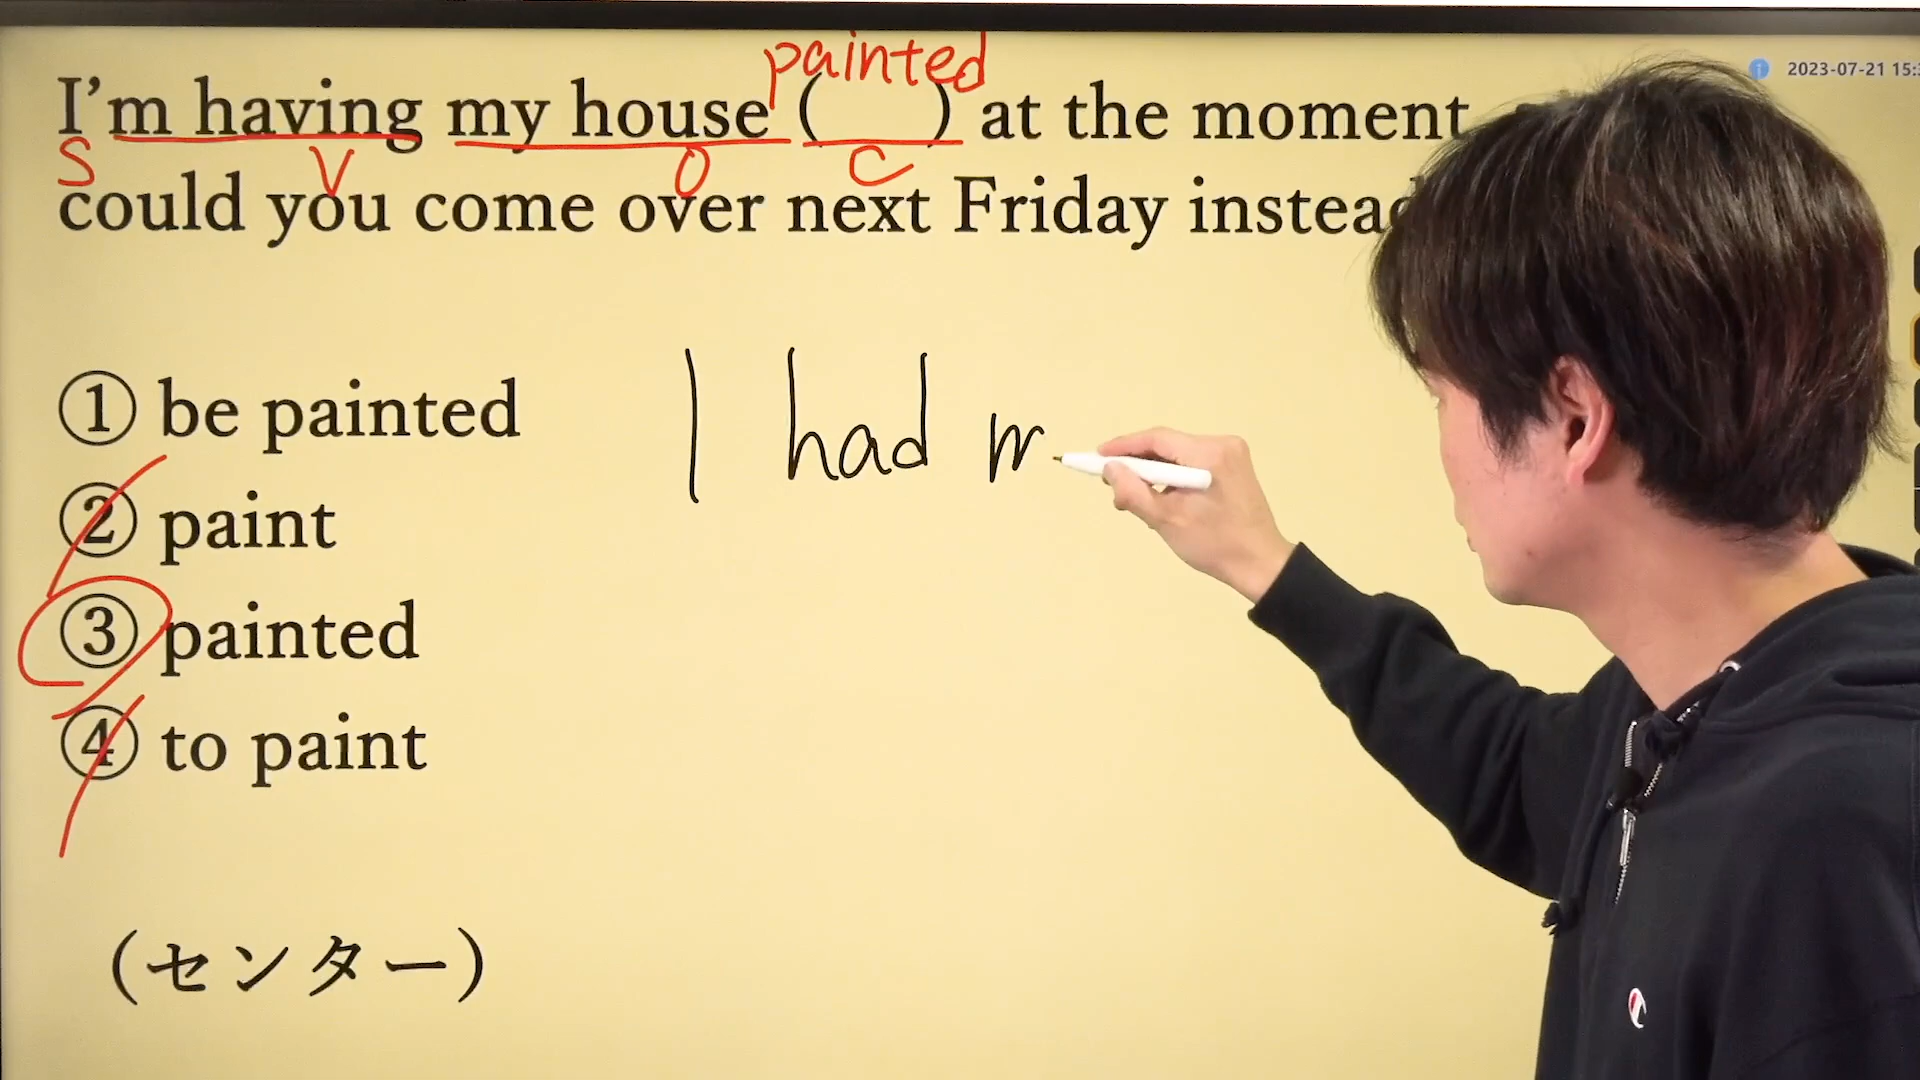 painted
I'm having my house ( ) at the moment
S V O C
could you come over next Friday instead
① be painted
② paint
③ painted
④ to paint
I had m
(センター)
2023-07-21 15: